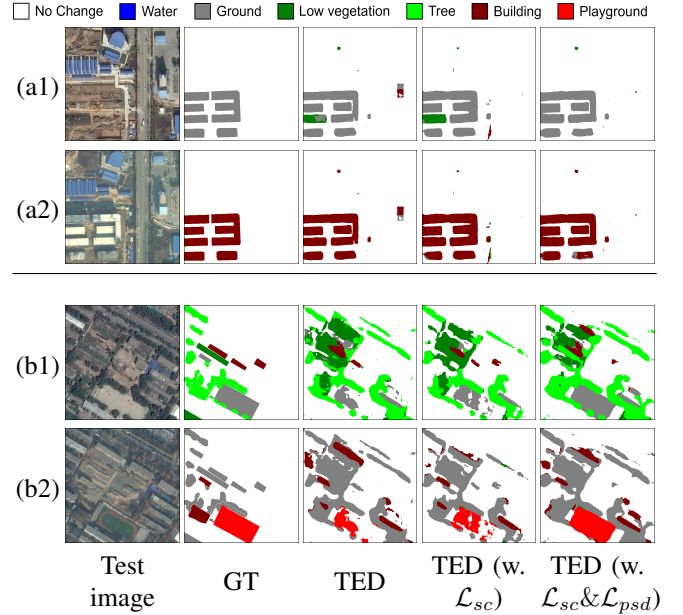 No Change Water Ground Low vegetation Tree Building Playground
(a1)
(a2)
(b1)
(b2)
Test image GT TED TED (w. ℒsc) TED (w. ℒsc&ℒpsd)